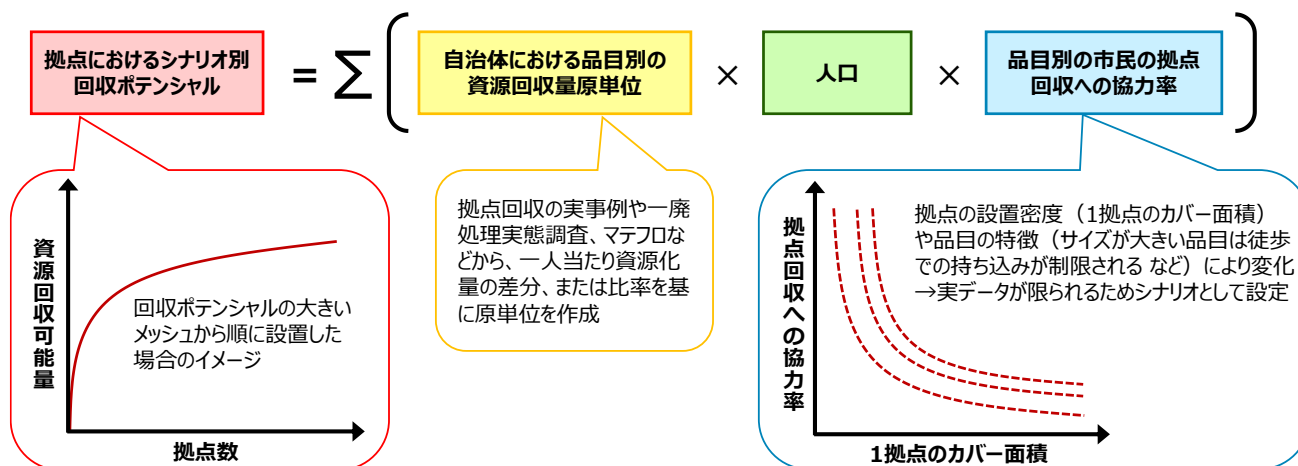 拠点におけるシナリオ別
回収ポテンシャル
=
∑
(
自治体における品目別の
資源回収量原単位
×
人口
×
品目別の市民の拠点
回収への協力率
)
資源回収可能量
回収ポテンシャルの大きい
メッシュから順に設置した
場合のイメージ
拠点数
拠点回収の実事例や一廃
処理実態調査、マテフロな
どから、一人当たり資源化
量の差分、または比率を基
に原単位を作成
拠点回収への協力率
拠点の設置密度（1拠点のカバー面積）
や品目の特徴（サイズが大きい品目は徒歩
での持ち込みが制限される など）により変化
→実データが限られるためシナリオとして設定
1拠点のカバー面積